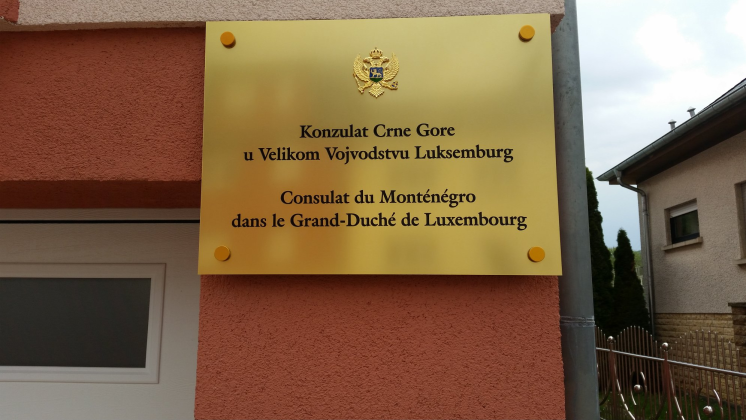 Konzulat Crne Gore
u Velikom Vojvodstvu Luksemburg
Consulat du Monténégro
dans le Grand-Duché de Luxembourg